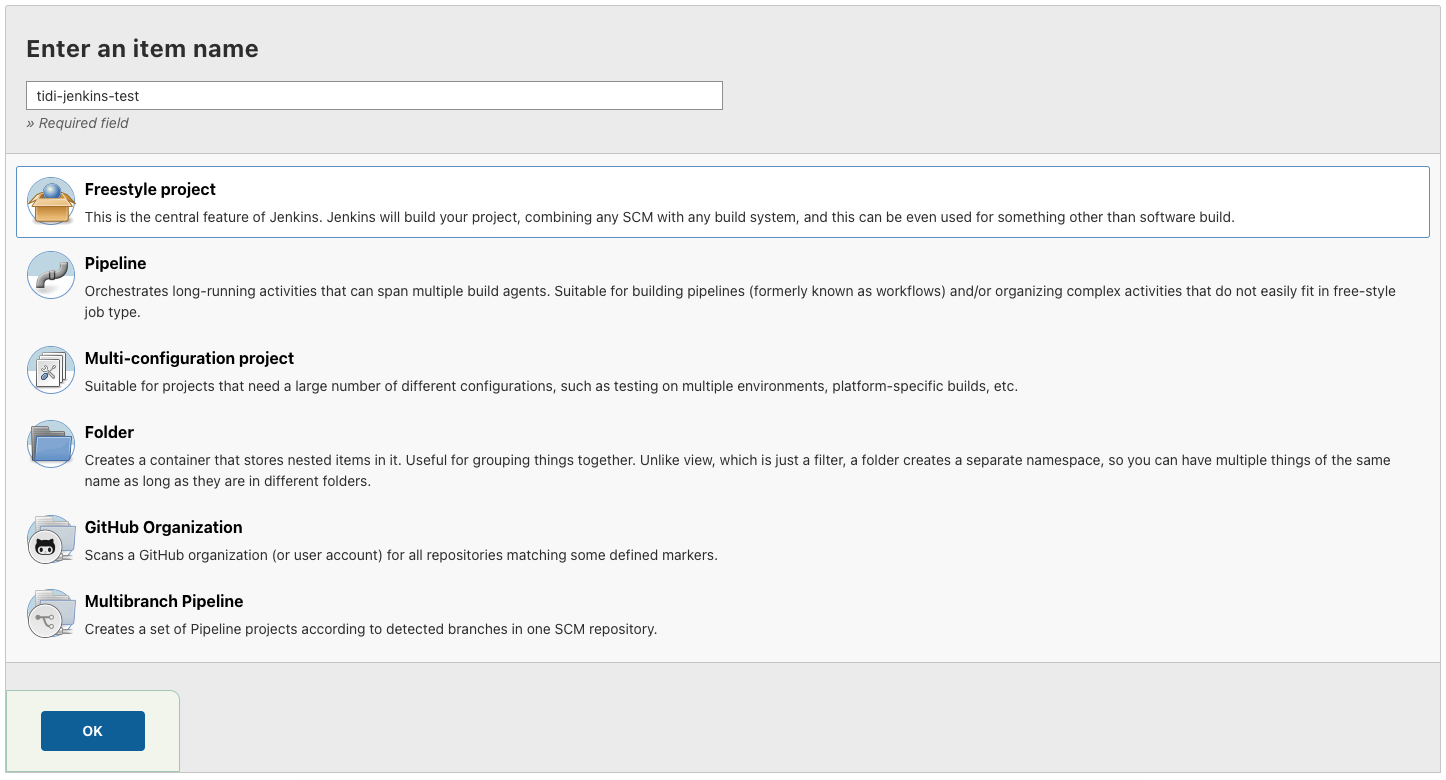 Enter an item name
tidi-jenkins-test
» Required field
Freestyle project
This is the central feature of Jenkins. Jenkins will build your project, combining any SCM with any build system, and this can be even used for something other than software build.
Pipeline
Orchestrates long-running activities that can span multiple build agents. Suitable for building pipelines (formerly known as workflows) and/or organizing complex activities that do not easily fit in free-style
job type.
Multi-configuration project
Suitable for projects that need a large number of different configurations, such as testing on multiple environments, platform-specific builds, etc.
Folder
Creates a container that stores nested items in it. Useful for grouping things together. Unlike view, which is just a filter, a folder creates a separate namespace, so you can have multiple things of the same
name as long as they are in different folders.
GitHub Organization
Scans a GitHub organization (or user account) for all repositories matching some defined markers.
Multibranch Pipeline
Creates a set of Pipeline projects according to detected branches in one SCM repository.
OK